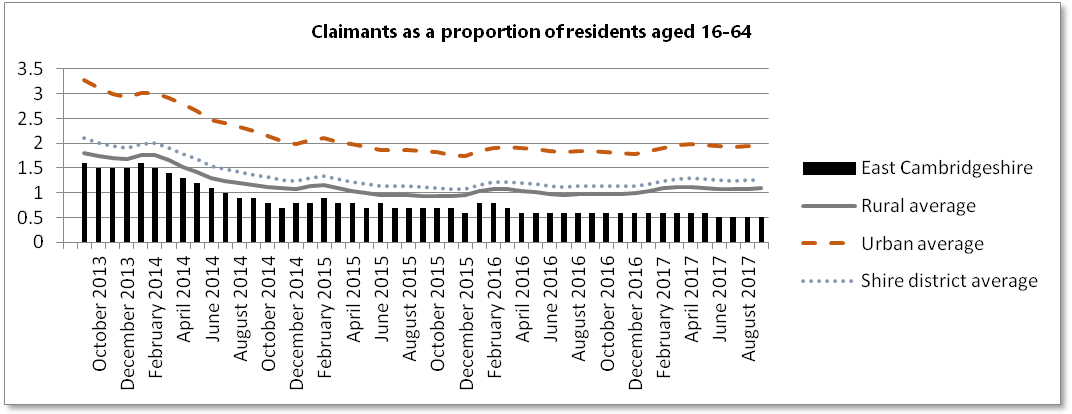 Claimants as a proportion of residents aged 16-64
3.5
3
2.5
2
1.5
1
0.5
0
October 2013
December 2013
February 2014
April 2014
June 2014
August 2014
October 2014
December 2014
February 2015
April 2015
June 2015
August 2015
October 2015
December 2015
February 2016
April 2016
June 2016
August 2016
October 2016
December 2016
February 2017
April 2017
June 2017
August 2017
East Cambridgeshire
Rural average
Urban average
Shire district average